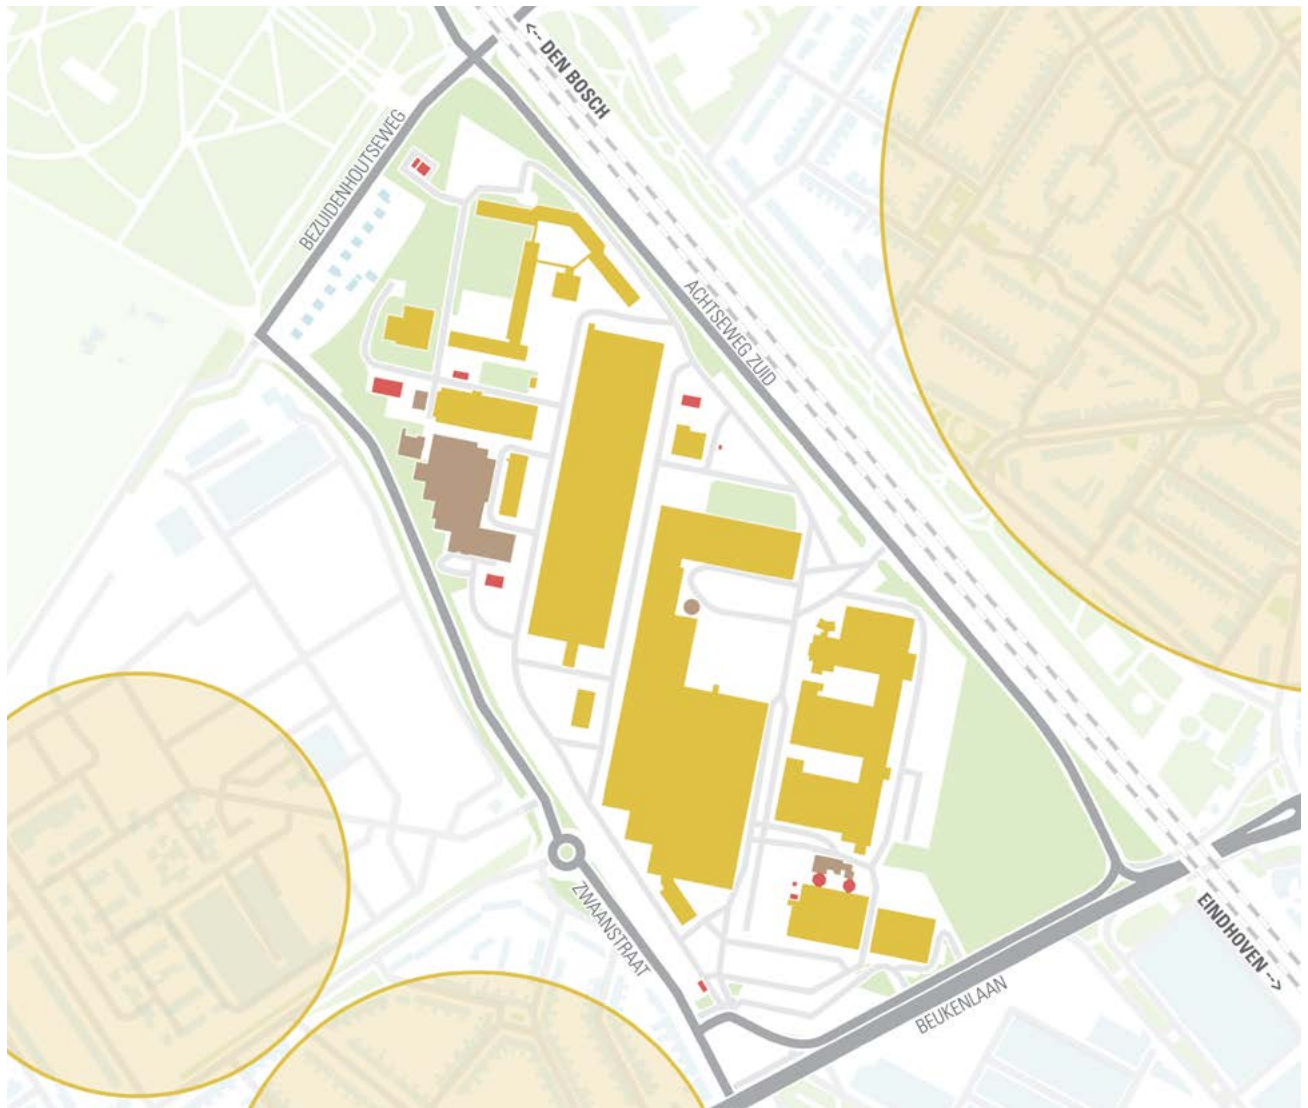 <-- DEN BOSCH
BEZUIDENHOUTSEWEG
ACHTSEWEG ZUID
ZWAANSTRAAT
EINDHOVEN -->
BEUKENLAAN